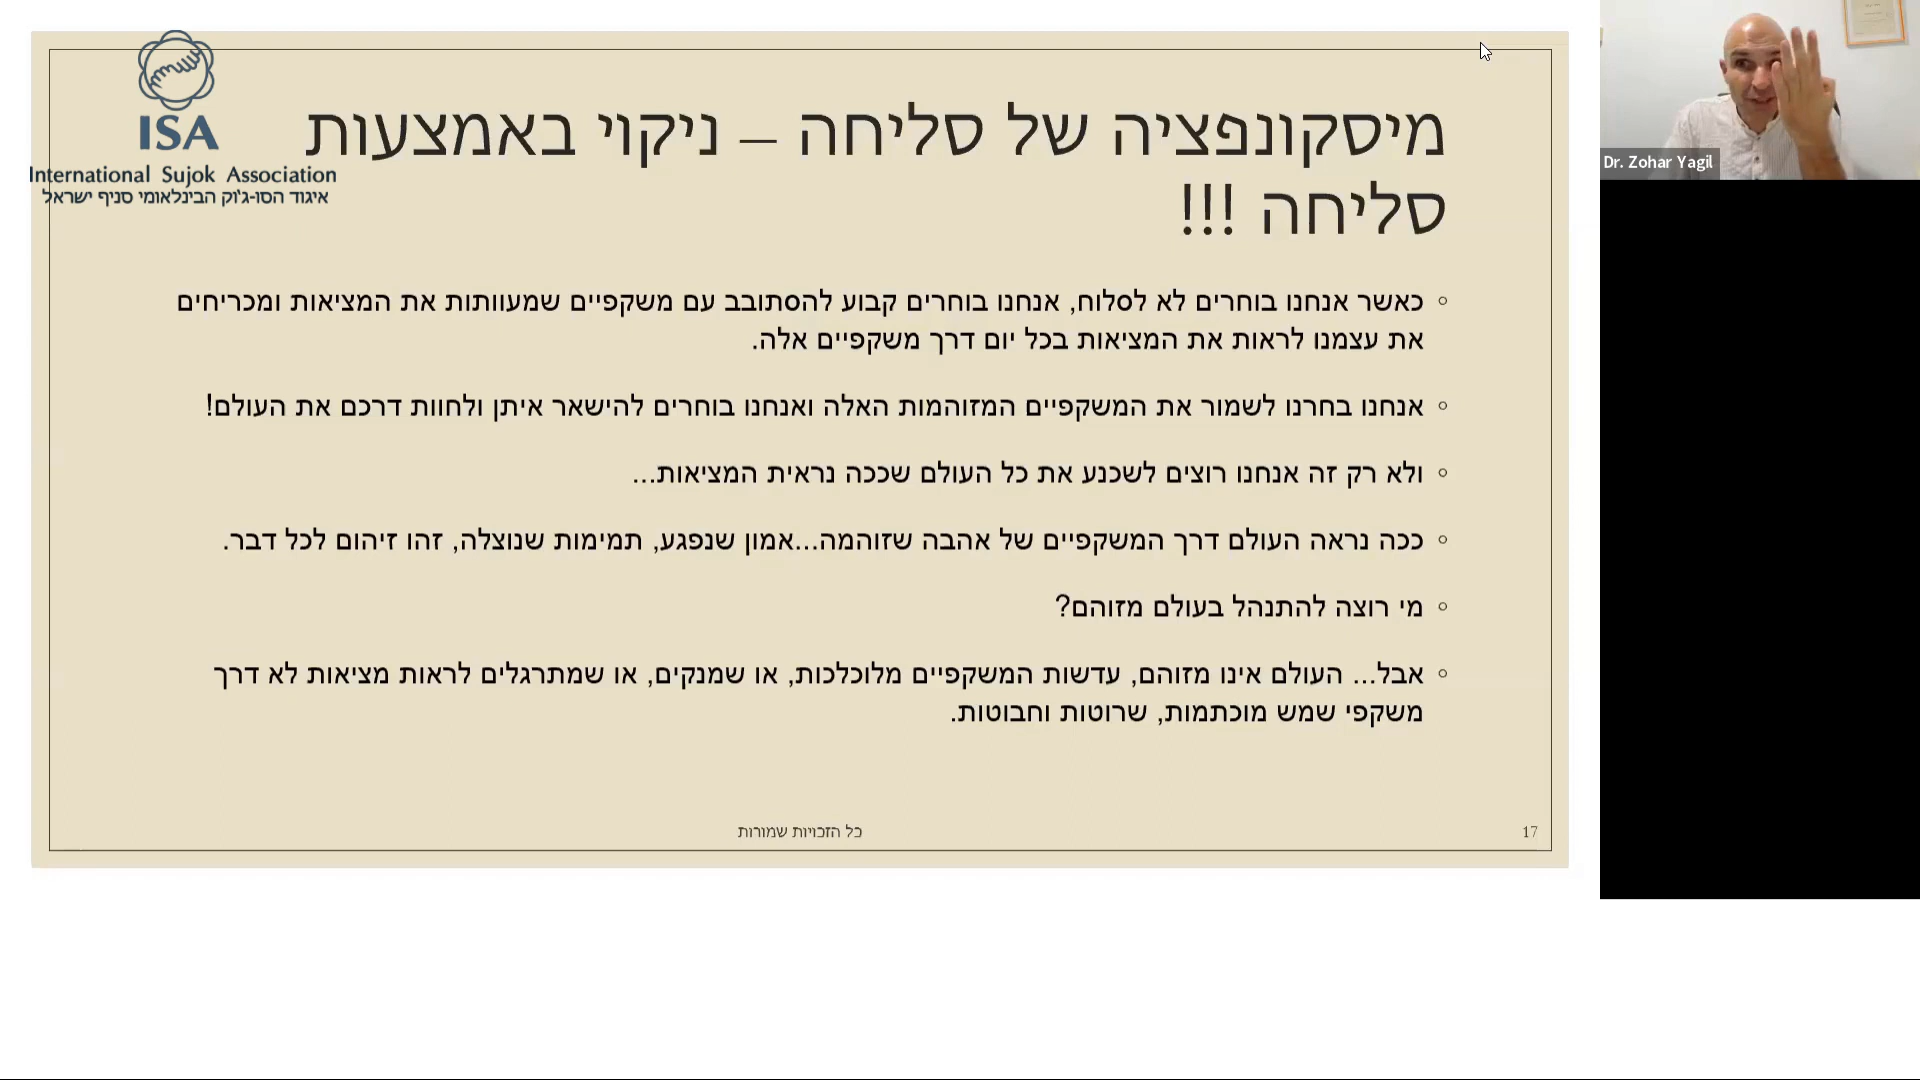 ISA
International Sujok Association
איגוד הסו-ג'וק הבינלאומי סניף ישראל
מיסקונפציה של סליחה – ניקוי באמצעות
סליחה !!!
כאשר אנחנו בוחרים לא לסלוח, אנחנו בוחרים קבוע להסתובב עם משקפיים שמעוותות את המציאות ומכריחים
את עצמנו לראות את המציאות בכל יום דרך משקפיים אלה.
אנחנו בחרנו לשמור את המשקפיים המזוהמות האלה ואנחנו בוחרים להישאר איתן ולחוות דרכם את העולם!
ולא רק זה אנחנו רוצים לשכנע את כל העולם שככה נראית המציאות...
ככה נראה העולם דרך המשקפיים של אהבה שזוהמה...אמון שנפגע, תמימות שנוצלה, זהו זיהום לכל דבר.
מי רוצה להתנהל בעולם מזוהם?
אבל... העולם אינו מזוהם, עדשות המשקפיים מלוכלכות, או שמנקים, או שמתרגלים לראות מציאות לא דרך
משקפי שמש מוכתמות, שרוטות וחבוטות.
כל הזכויות שמורות
17
Dr. Zohar Yagil